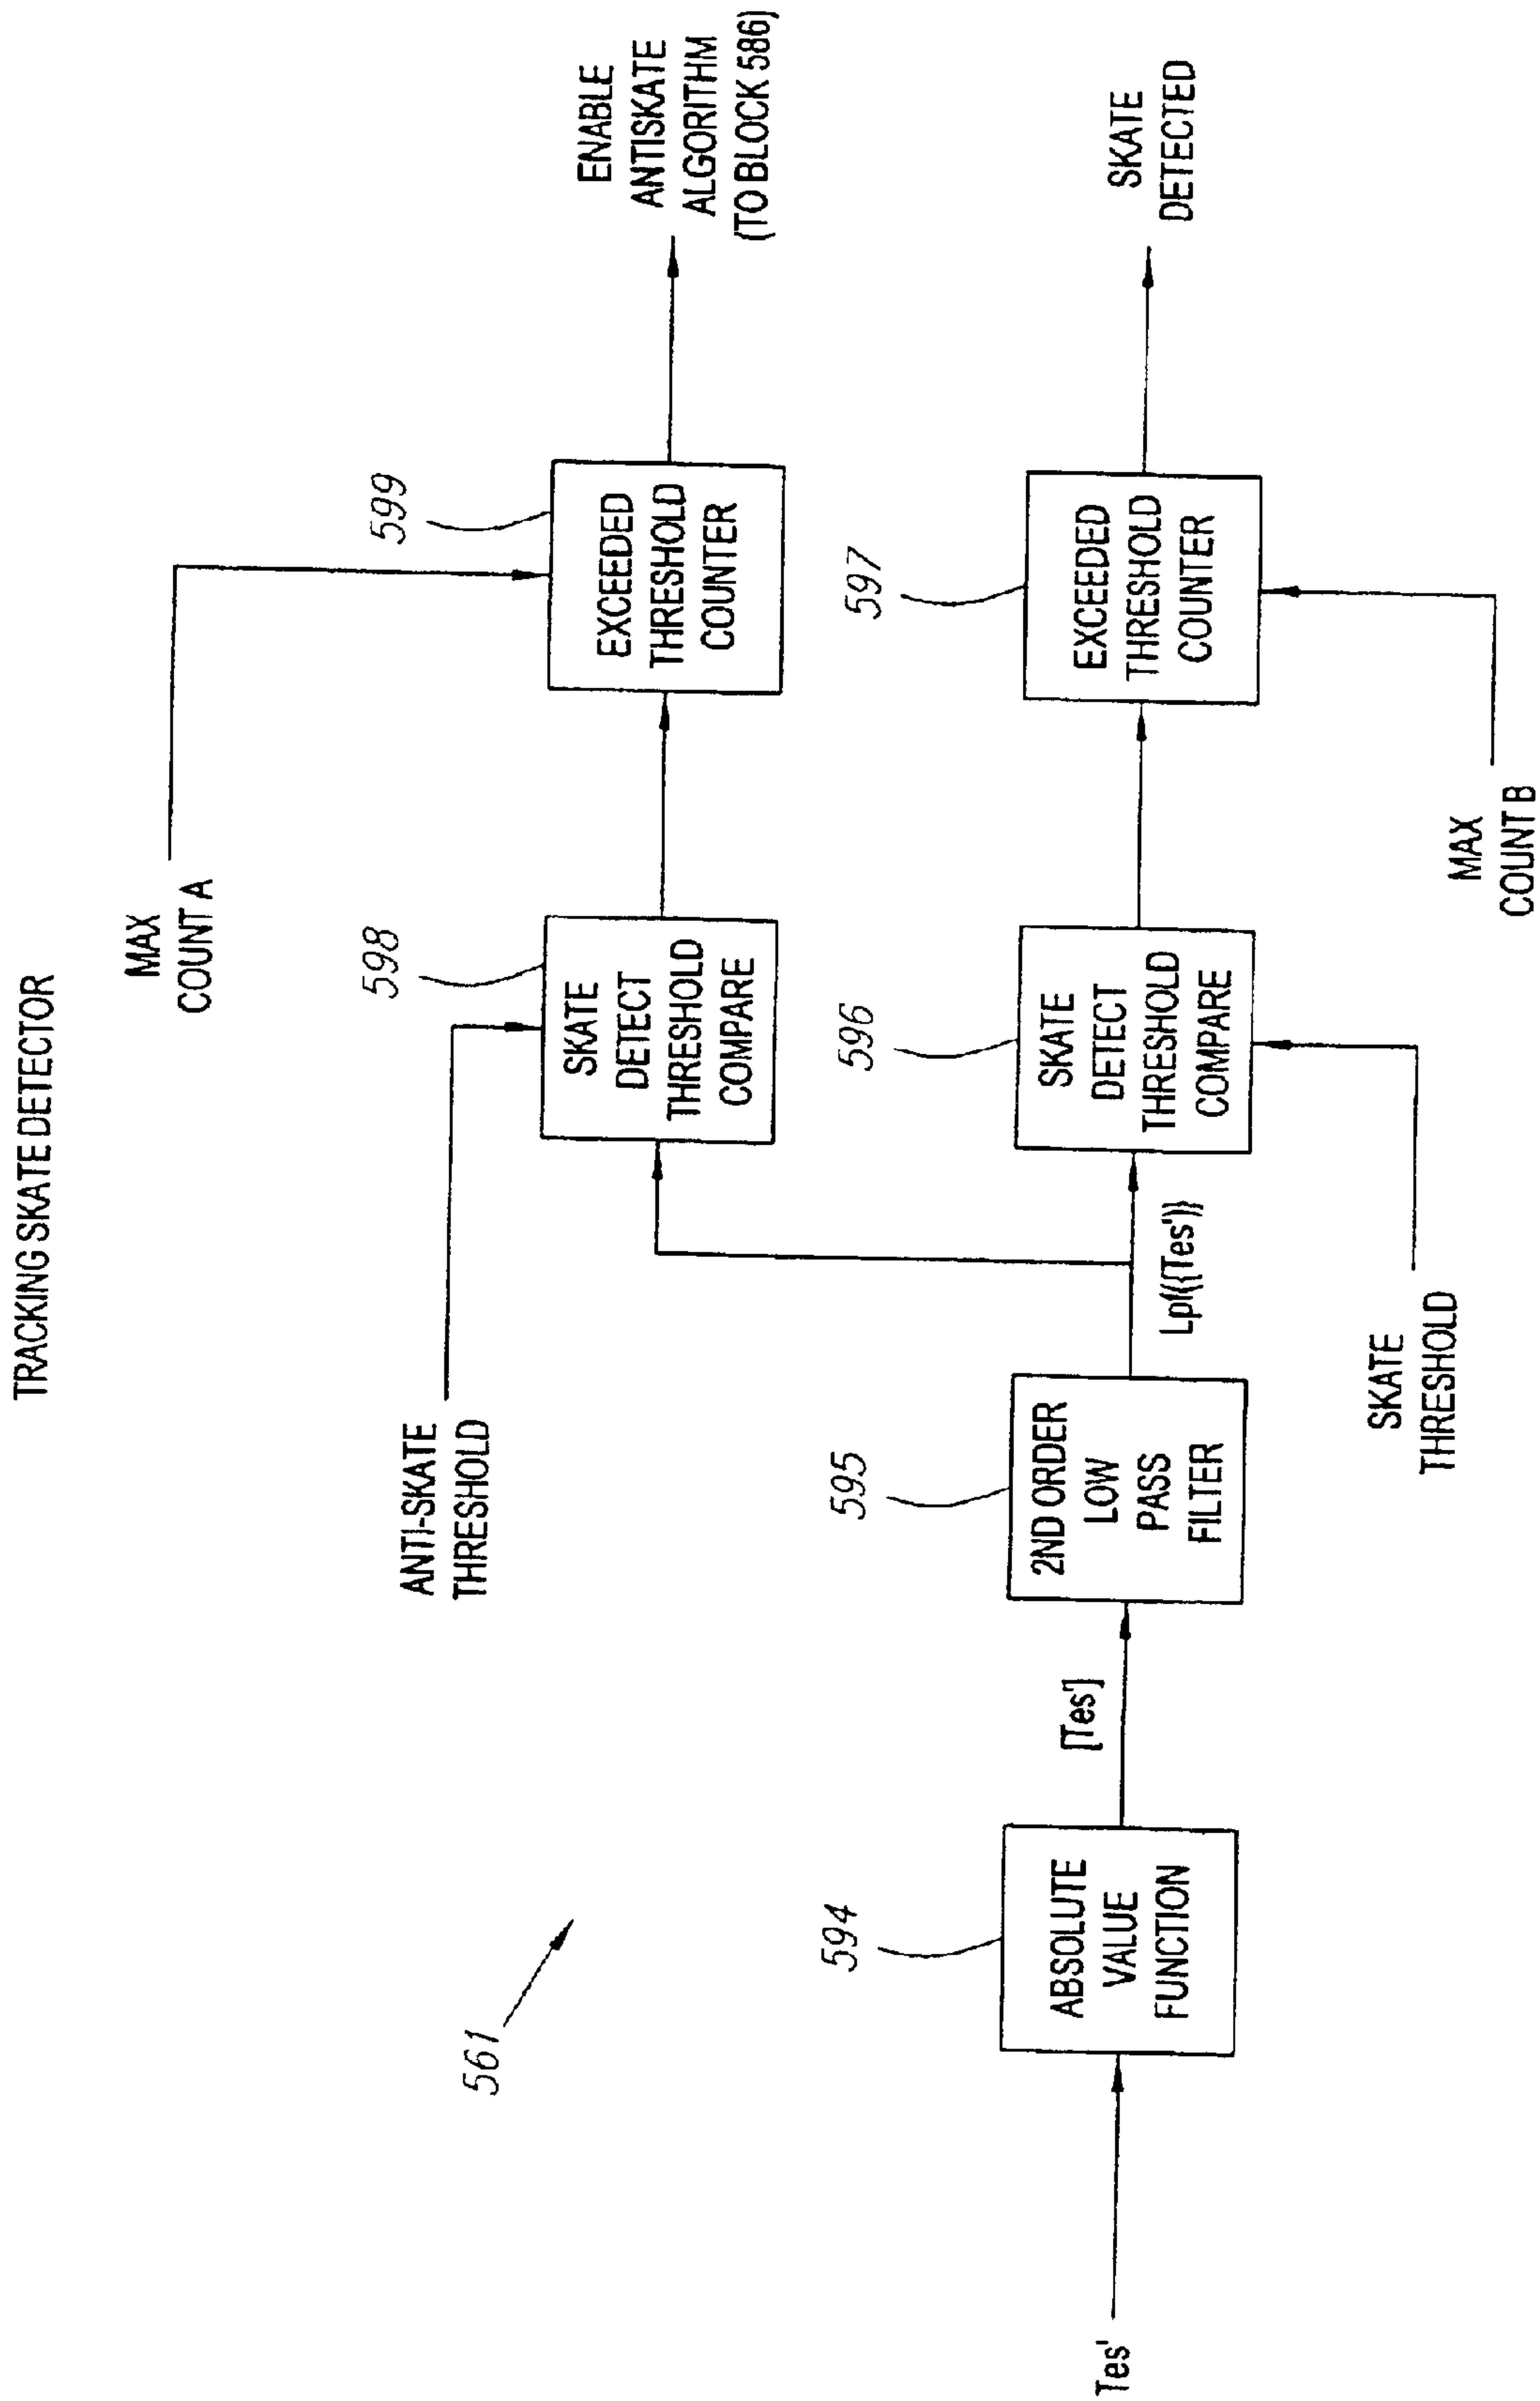 TRACKING SKATE DETECTOR
MAX
COUNT A
ANTI-SKATE
THRESHOLD
598
SKATE
DETECT
THRESHOLD
COMPARE
599
EXCEEDED
THRESHOLD
COUNTER
ENABLE
ANTISKATE
ALGORITHM
(TO BLOCK 586)
561
Tes'
594
ABSOLUTE
VALUE
FUNCTION
[Tes']
595
2ND ORDER
LOW
PASS
FILTER
Lpf({Tes'})
596
SKATE
DETECT
THRESHOLD
COMPARE
597
EXCEEDED
THRESHOLD
COUNTER
SKATE
DETECTED
SKATE
THRESHOLD
MAX
COUNT B